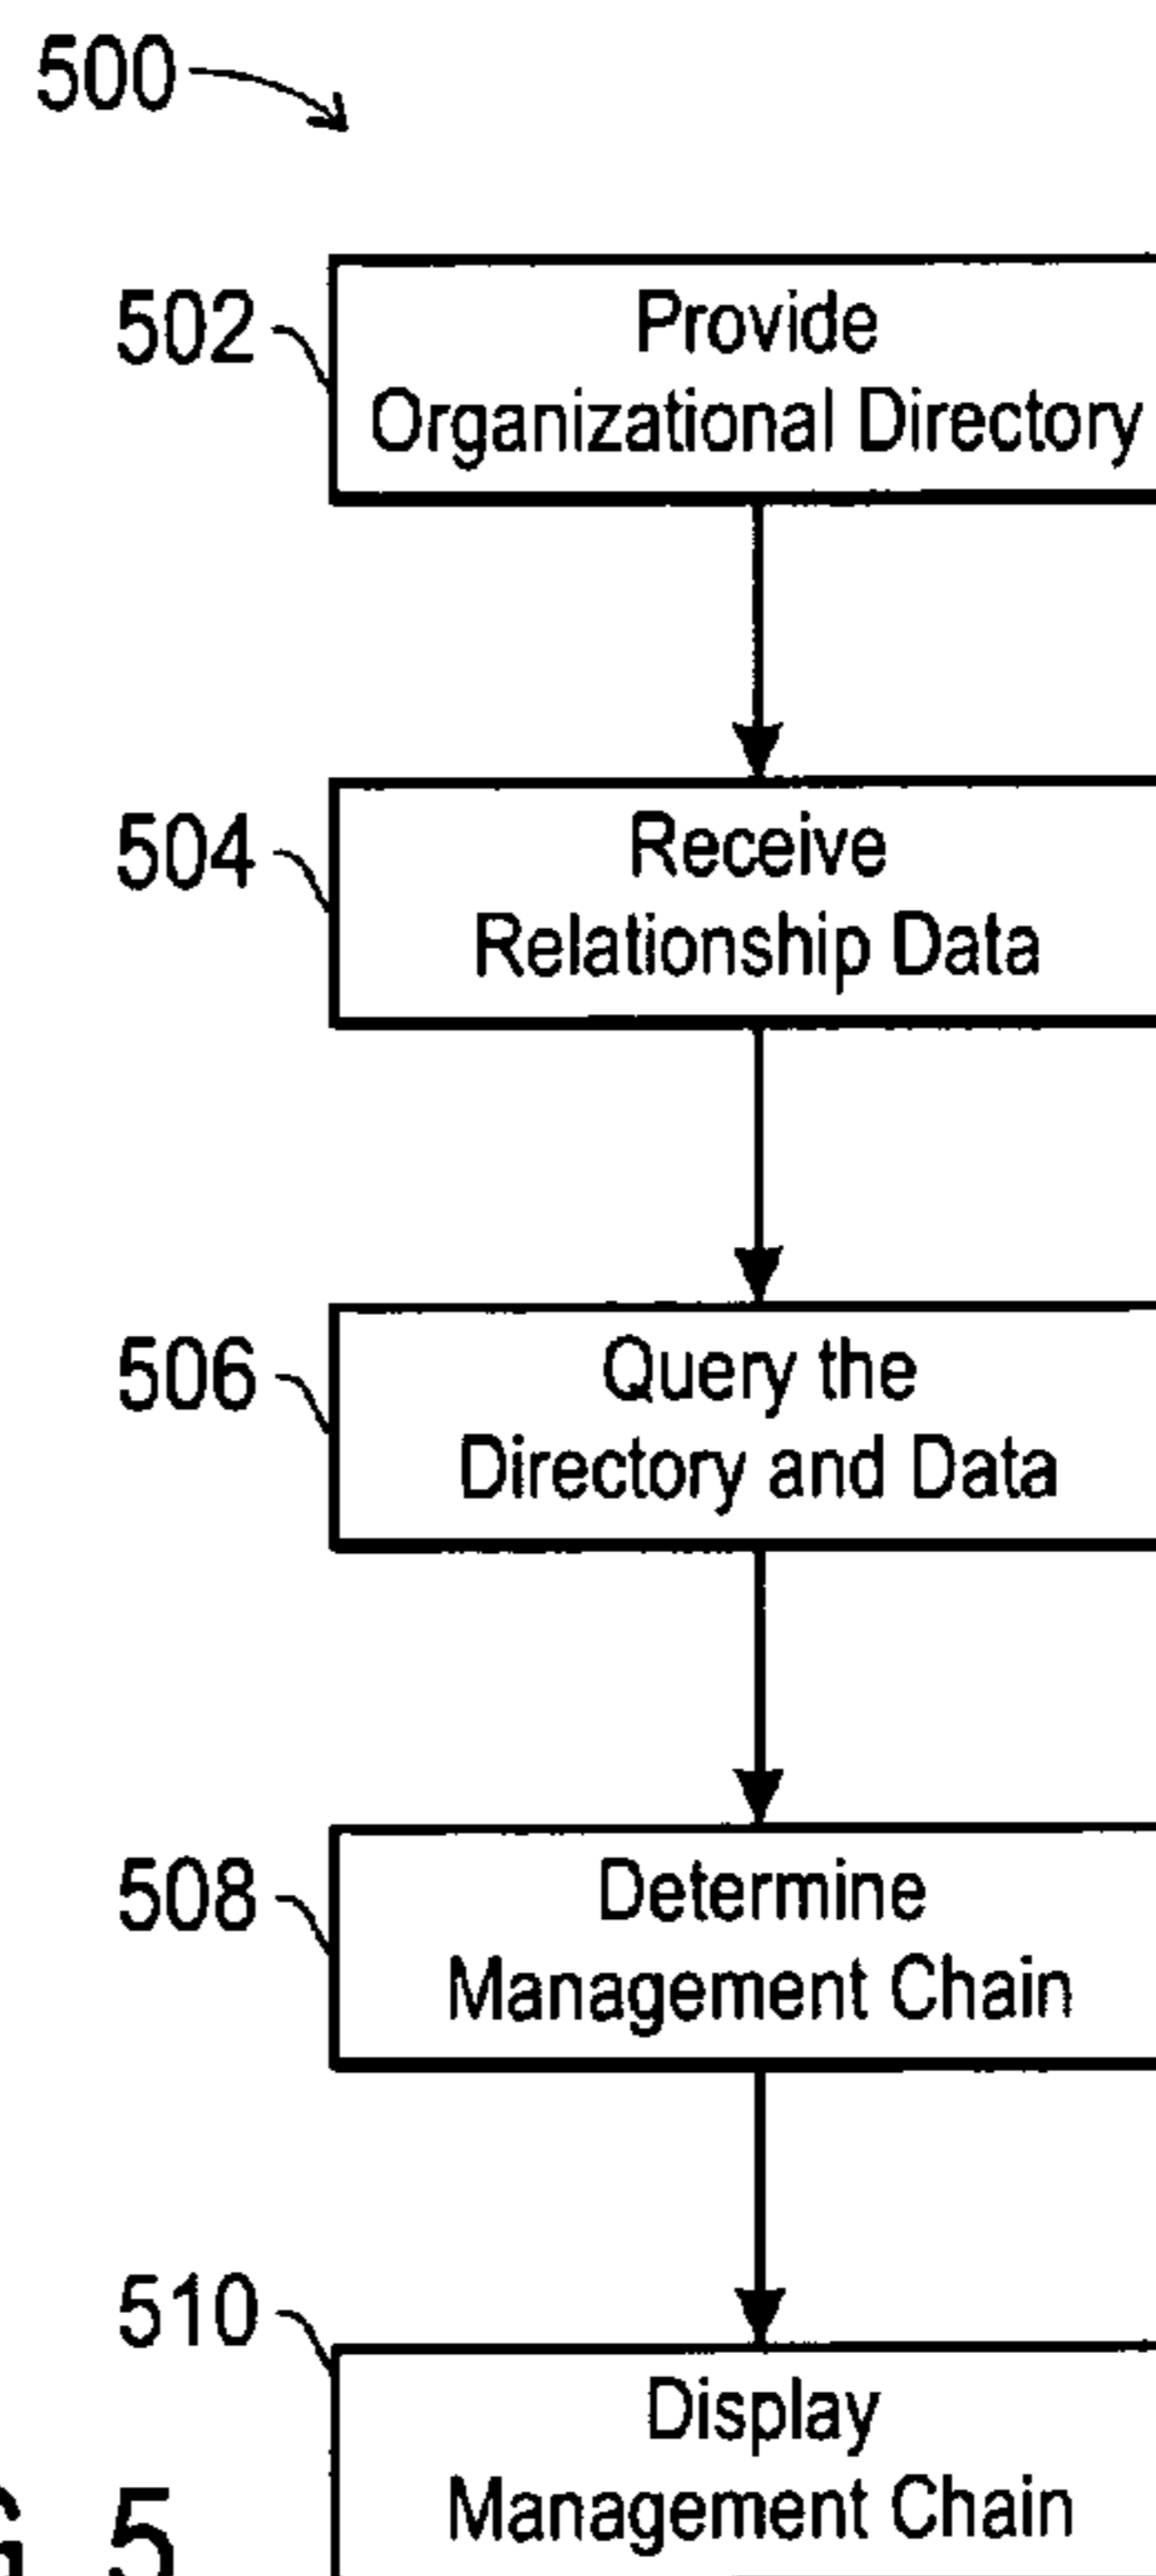 500
502
Provide
Organizational Directory
504
Receive
Relationship Data
506
Query the
Directory and Data
508
Determine
Management Chain
510
Display
Management Chain
G. 5